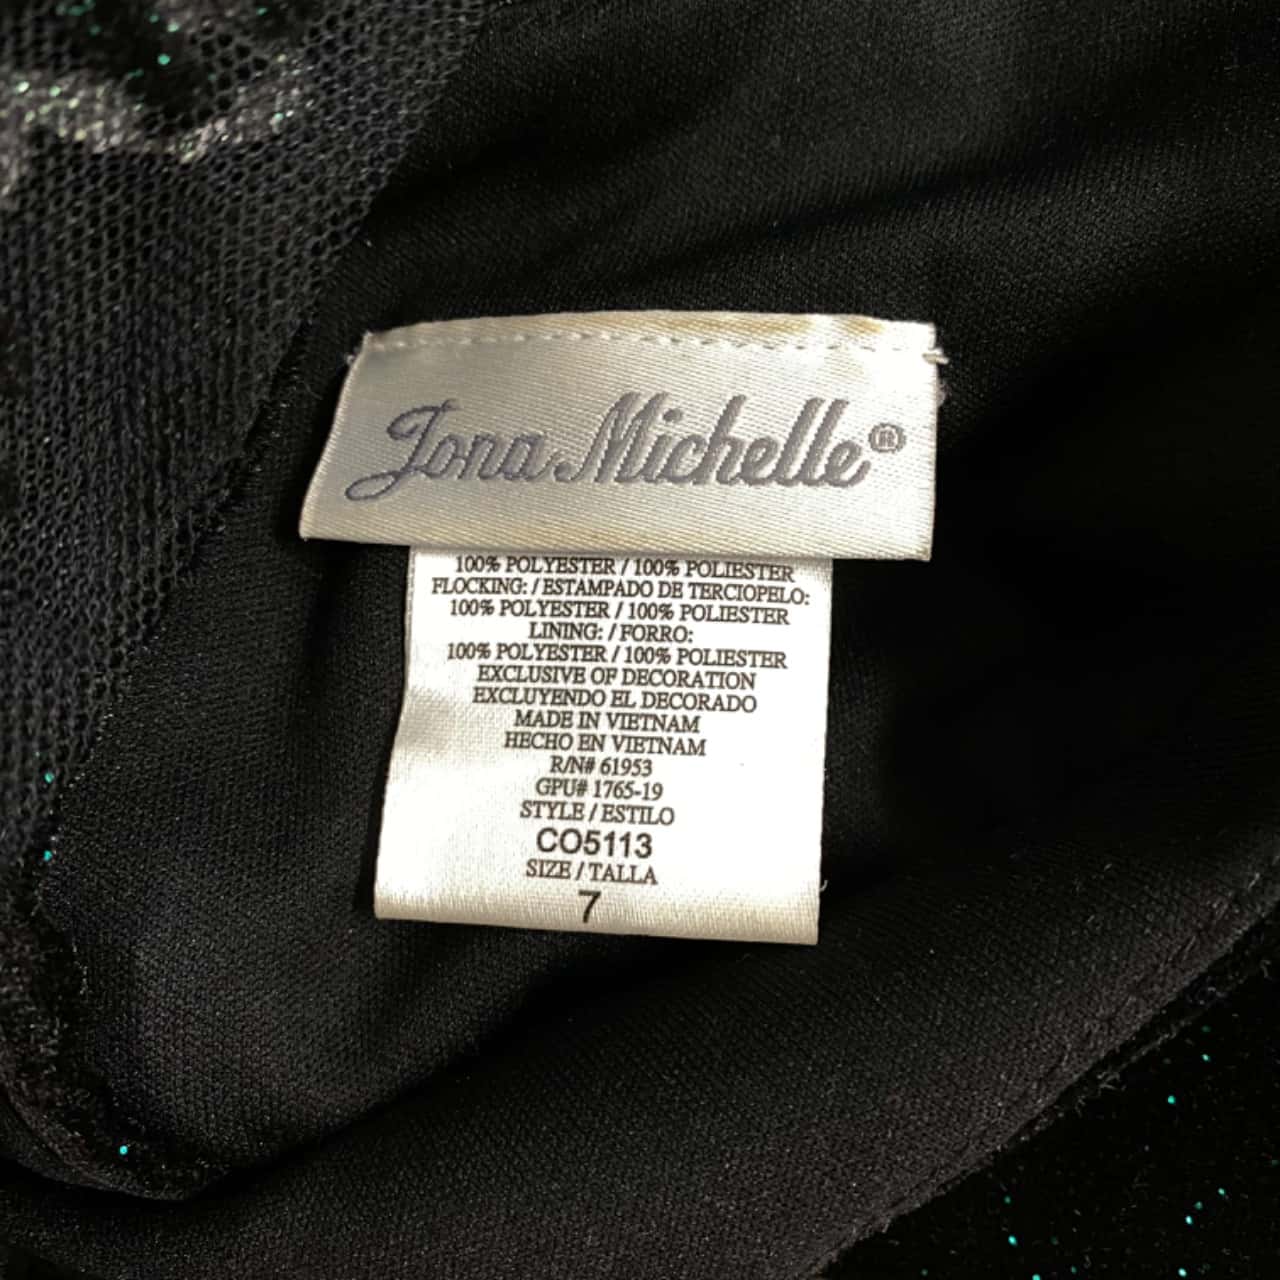 Jona Michelle®
100% POLYESTER / 100% POLIESTER
FLOCKING: / ESTAMPADO DE TERCIOPELO:
100% POLYESTER / 100% POLIESTER
LINING: / FORRO:
100% POLYESTER / 100% POLIESTER
EXCLUSIVE OF DECORATION
EXCLUYENDO EL DECORADO
MADE IN VIETNAM
HECHO EN VIETNAM
R/N# 61953
GPU# 1765-19
STYLE / ESTILO
CO5113
SIZE / TALLA
7